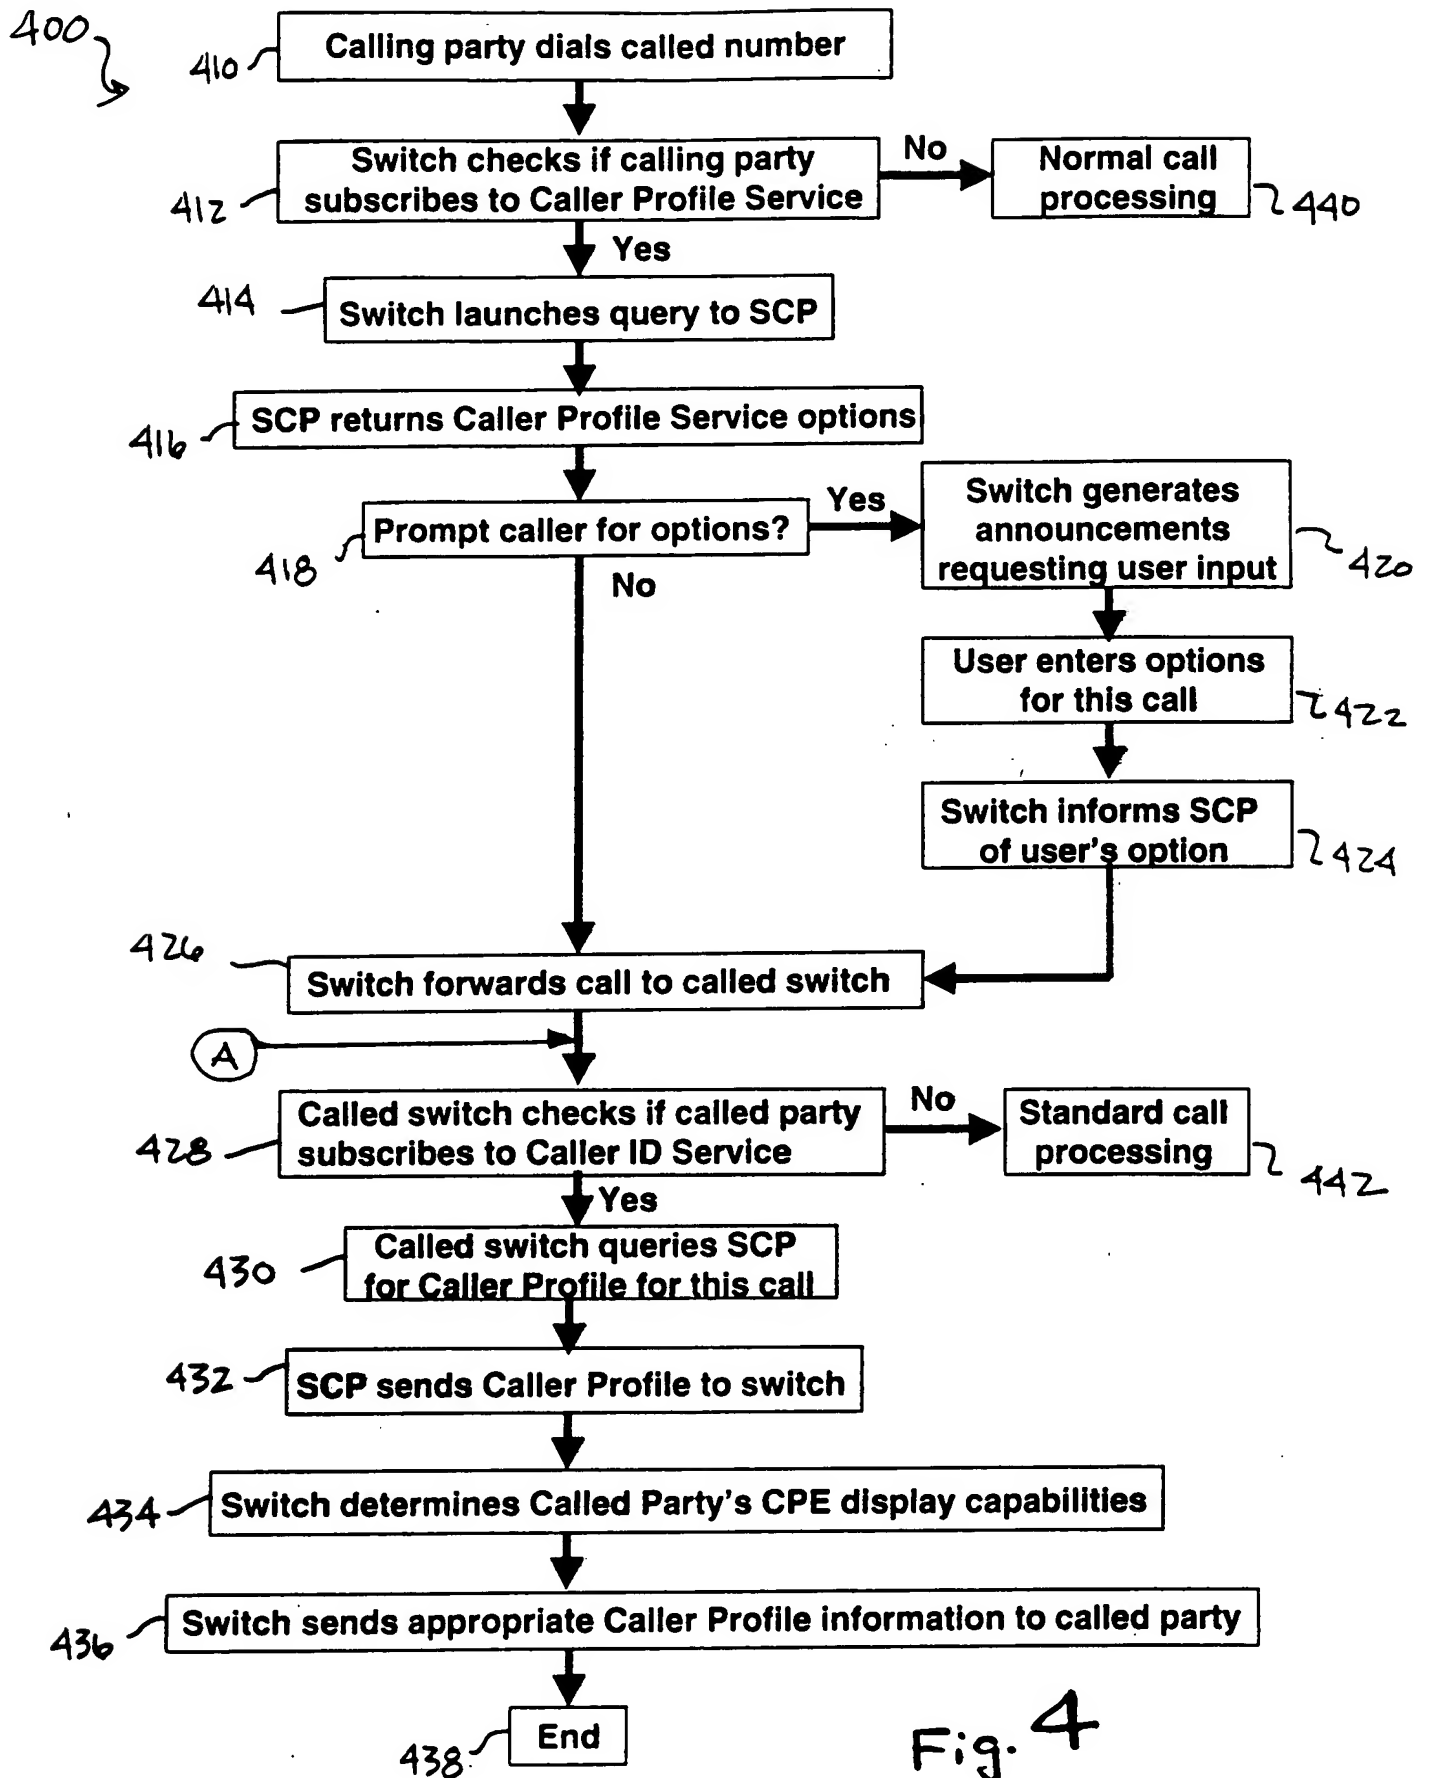 400
410
Calling party dials called number
412
Switch checks if calling party
subscribes to Caller Profile Service
No
Normal call
processing
440
Yes
414
Switch launches query to SCP
416
SCP returns Caller Profile Service options
418
Prompt caller for options?
Yes
Switch generates
announcements
requesting user input
420
No
User enters options
for this call
422
Switch informs SCP
of user's option
424
426
Switch forwards call to called switch
A
428
Called switch checks if called party
subscribes to Caller ID Service
No
Standard call
processing
442
Yes
430
Called switch queries SCP
for Caller Profile for this call
432
SCP sends Caller Profile to switch
434
Switch determines Called Party's CPE display capabilities
436
Switch sends appropriate Caller Profile information to called party
438
End
Fig. 4